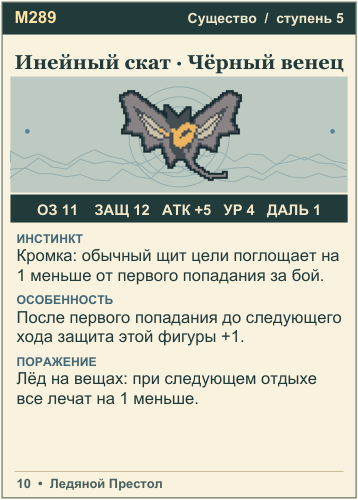 M289
Существо / ступень 5
Инейный скат · Чёрный венец
ОЗ 11 ЗАЩ 12 АТК +5 УР 4 ДАЛЬ 1
ИНСТИНКТ
Кромка: обычный щит цели поглощает на
1 меньше от первого попадания за бой.
ОСОБЕННОСТЬ
После первого попадания до следующего
хода защита этой фигуры +1.
ПОРАЖЕНИЕ
Лёд на вещах: при следующем отдыхе
все лечат на 1 меньше.
10 • Ледяной Престол